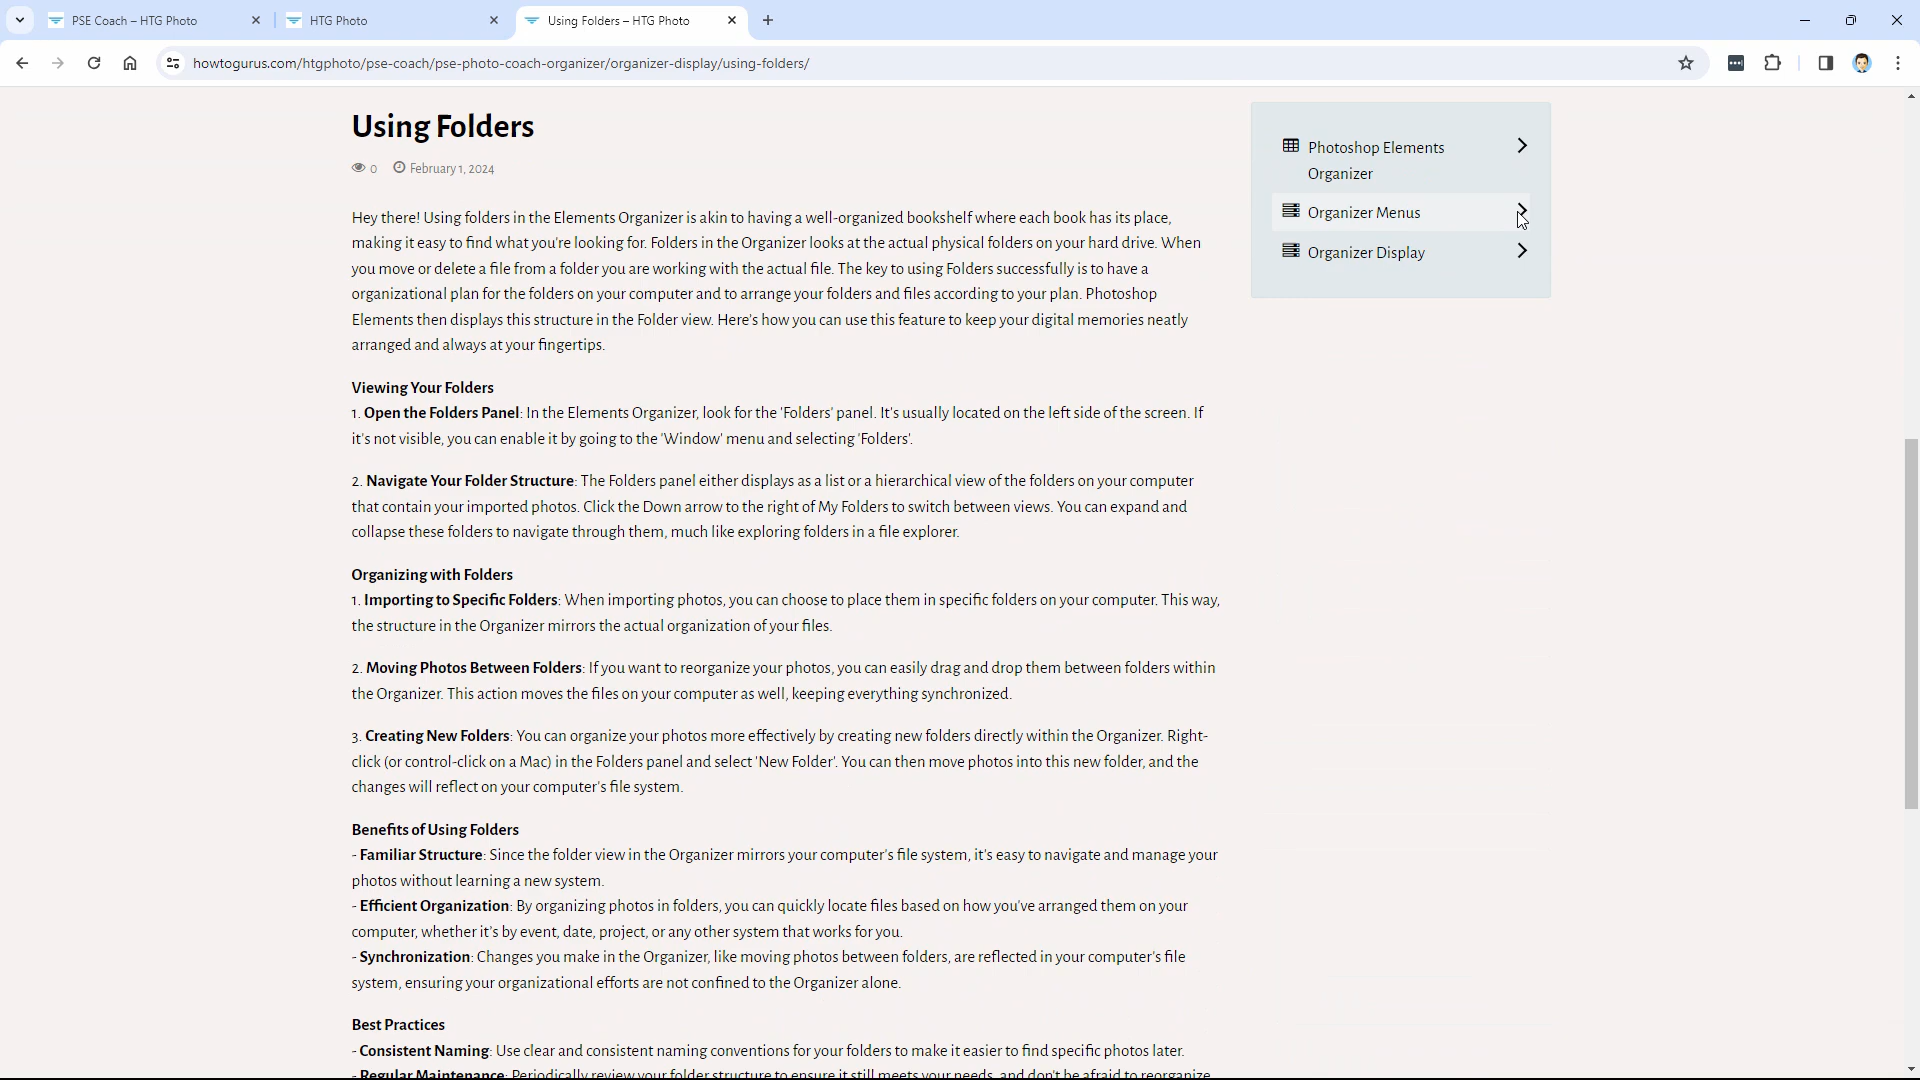 PSE Coach – HTG Photo
HTG Photo
Using Folders – HTG Photo
howtogurus.com/htgphoto/pse-coach/pse-photo-coach-organizer/organizer-display/using-folders/
Using Folders
0 February 1, 2024
Hey there! Using folders in the Elements Organizer is akin to having a well-organized bookshelf where each book has its place,
making it easy to find what you're looking for. Folders in the Organizer looks at the actual physical folders on your hard drive. When
you move or delete a file from a folder you are working with the actual file. The key to using Folders successfully is to have a
organizational plan for the folders on your computer and to arrange your folders and files according to your plan. Photoshop
Elements then displays this structure in the Folder view. Here's how you can use this feature to keep your digital memories neatly
arranged and always at your fingertips.
Viewing Your Folders
1. Open the Folders Panel: In the Elements Organizer, look for the 'Folders' panel. It's usually located on the left side of the screen. If
it's not visible, you can enable it by going to the 'Window' menu and selecting 'Folders'.
2. Navigate Your Folder Structure: The Folders panel either displays as a list or a hierarchical view of the folders on your computer
that contain your imported photos. Click the Down arrow to the right of My Folders to switch between views. You can expand and
collapse these folders to navigate through them, much like exploring folders in a file explorer.
Organizing with Folders
1. Importing to Specific Folders: When importing photos, you can choose to place them in specific folders on your computer. This way,
the structure in the Organizer mirrors the actual organization of your files.
2. Moving Photos Between Folders: If you want to reorganize your photos, you can easily drag and drop them between folders within
the Organizer. This action moves the files on your computer as well, keeping everything synchronized.
3. Creating New Folders: You can organize your photos more effectively by creating new folders directly within the Organizer. Right-
click (or control-click on a Mac) in the Folders panel and select 'New Folder'. You can then move photos into this new folder, and the
changes will reflect on your computer's file system.
Benefits of Using Folders
- Familiar Structure: Since the folder view in the Organizer mirrors your computer's file system, it's easy to navigate and manage your
photos without learning a new system.
- Efficient Organization: By organizing photos in folders, you can quickly locate files based on how you've arranged them on your
computer, whether it's by event, date, project, or any other system that works for you.
- Synchronization: Changes you make in the Organizer, like moving photos between folders, are reflected in your computer's file
system, ensuring your organizational efforts are not confined to the Organizer alone.
Best Practices
- Consistent Naming: Use clear and consistent naming conventions for your folders to make it easier to find specific photos later.
- Regular Maintenance: Periodically review your folder structure to ensure it still meets your needs, and don't be afraid to reorganize
Photoshop Elements
Organizer
Organizer Menus
Organizer Display